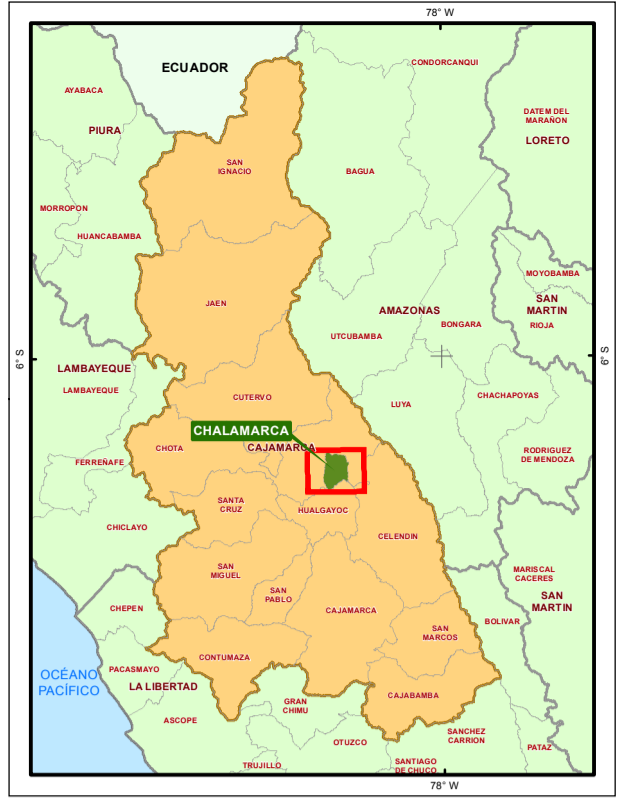 78° W
ECUADOR
CONDORCANQUI
AYABACA
DATEM DEL
MARAÑON
PIURA
LORETO
SAN
IGNACIO
BAGUA
MORROPON
HUANCABAMBA
MOYOBAMBA
JAEN
SAN
MARTIN
AMAZONAS
BONGARA
RIOJA
UTCUBAMBA
6° S
6° S
LAMBAYEQUE
LAMBAYEQUE
CUTERVO
LUYA
CHACHAPOYAS
CHALAMARCA
CHOTA
CAJAMARCA
FERREÑAFE
RODRIGUEZ
DE MENDOZA
SANTA
CRUZ
HUALGAYOC
CHICLAYO
CELENDIN
SAN
MIGUEL
MARISCAL
CACERES
SAN
PABLO
SAN
MARTIN
CHEPEN
CAJAMARCA
BOLIVAR
SAN
MARCOS
CONTUMAZA
PACASMAYO
OCÉANO
PACÍFICO
LA LIBERTAD
CAJABAMBA
GRAN
CHIMU
ASCOPE
SANCHEZ
CARRION
OTUZCO
PATAZ
TRUJILLO
SANTIAGO
DE CHUCO
78° W